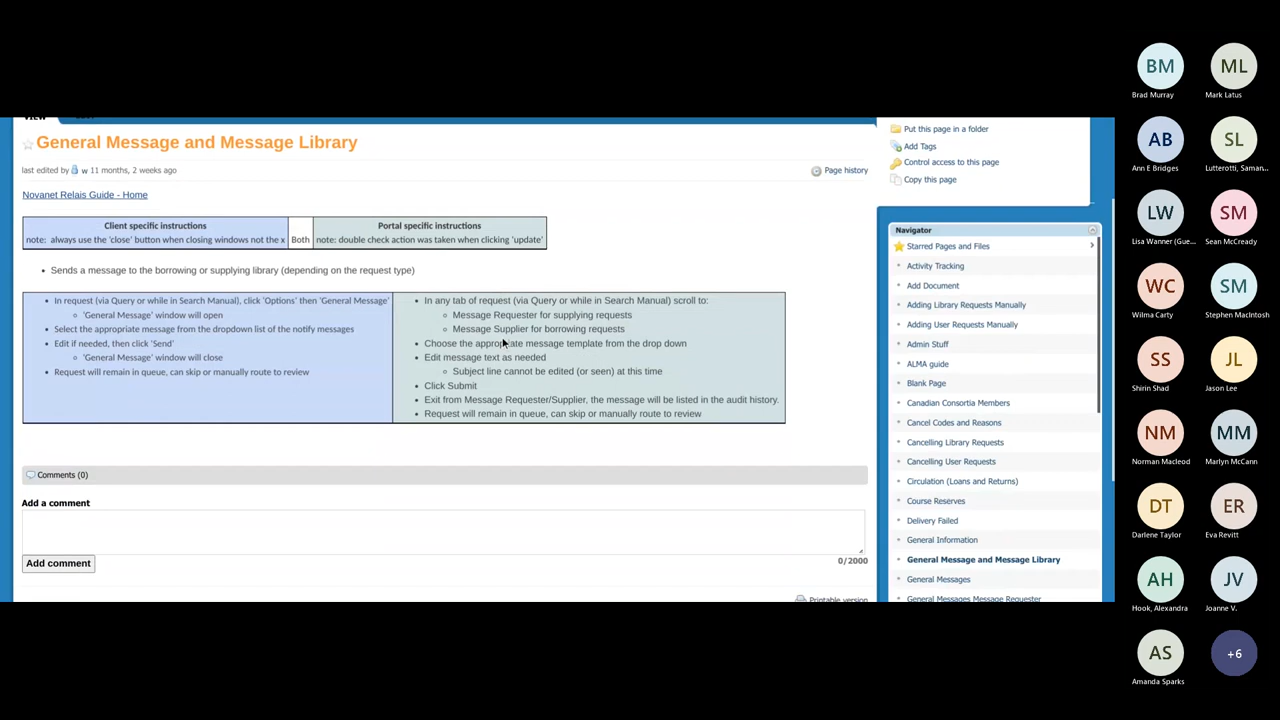 VIEW
General Message and Message Library
last edited by w 11 months, 2 weeks ago
Page history
Novanet Relais Guide - Home
Client specific instructions
note: always use the 'close' button when closing windows not the x
Both
Portal specific instructions
note: double check action was taken when clicking 'update'
Sends a message to the borrowing or supplying library (depending on the request type)
In request (via Query or while in Search Manual), click 'Options' then 'General Message'
'General Message' window will open
Select the appropriate message from the dropdown list of the notify messages
Edit if needed, then click 'Send'
'General Message' window will close
Request will remain in queue, can skip or manually route to review
In any tab of request (via Query or while in Search Manual) scroll to:
Message Requester for supplying requests
Message Supplier for borrowing requests
Choose the appropriate message template from the drop down
Edit message text as needed
Subject line cannot be edited (or seen) at this time
Click Submit
Exit from Message Requester/Supplier, the message will be listed in the audit history.
Request will remain in queue, can skip or manually route to review
Comments (0)
Add a comment
Add comment
0/2000
Printable version
Put this page in a folder
Add Tags
Control access to this page
Copy this page
Navigator
Starred Pages and Files
Activity Tracking
Add Document
Adding Library Requests Manually
Adding User Requests Manually
Admin Stuff
ALMA guide
Blank Page
Canadian Consortia Members
Cancel Codes and Reasons
Cancelling Library Requests
Cancelling User Requests
Circulation (Loans and Returns)
Course Reserves
Delivery Failed
General Information
General Message and Message Library
General Messages
General Messages Message Requester
BM
Brad Murray
ML
Mark Latus
AB
Ann E Bridges
SL
Lutterotti, Saman...
LW
Lisa Wanner (Gue...
SM
Sean McCready
WC
Wilma Carty
SM
Stephen MacIntosh
SS
Shirin Shad
JL
Jason Lee
NM
Norman Macleod
MM
Marlyn McCann
DT
Darlene Taylor
ER
Eva Revitt
AH
Hook, Alexandra
JV
Joanne V.
AS
Amanda Sparks
+6